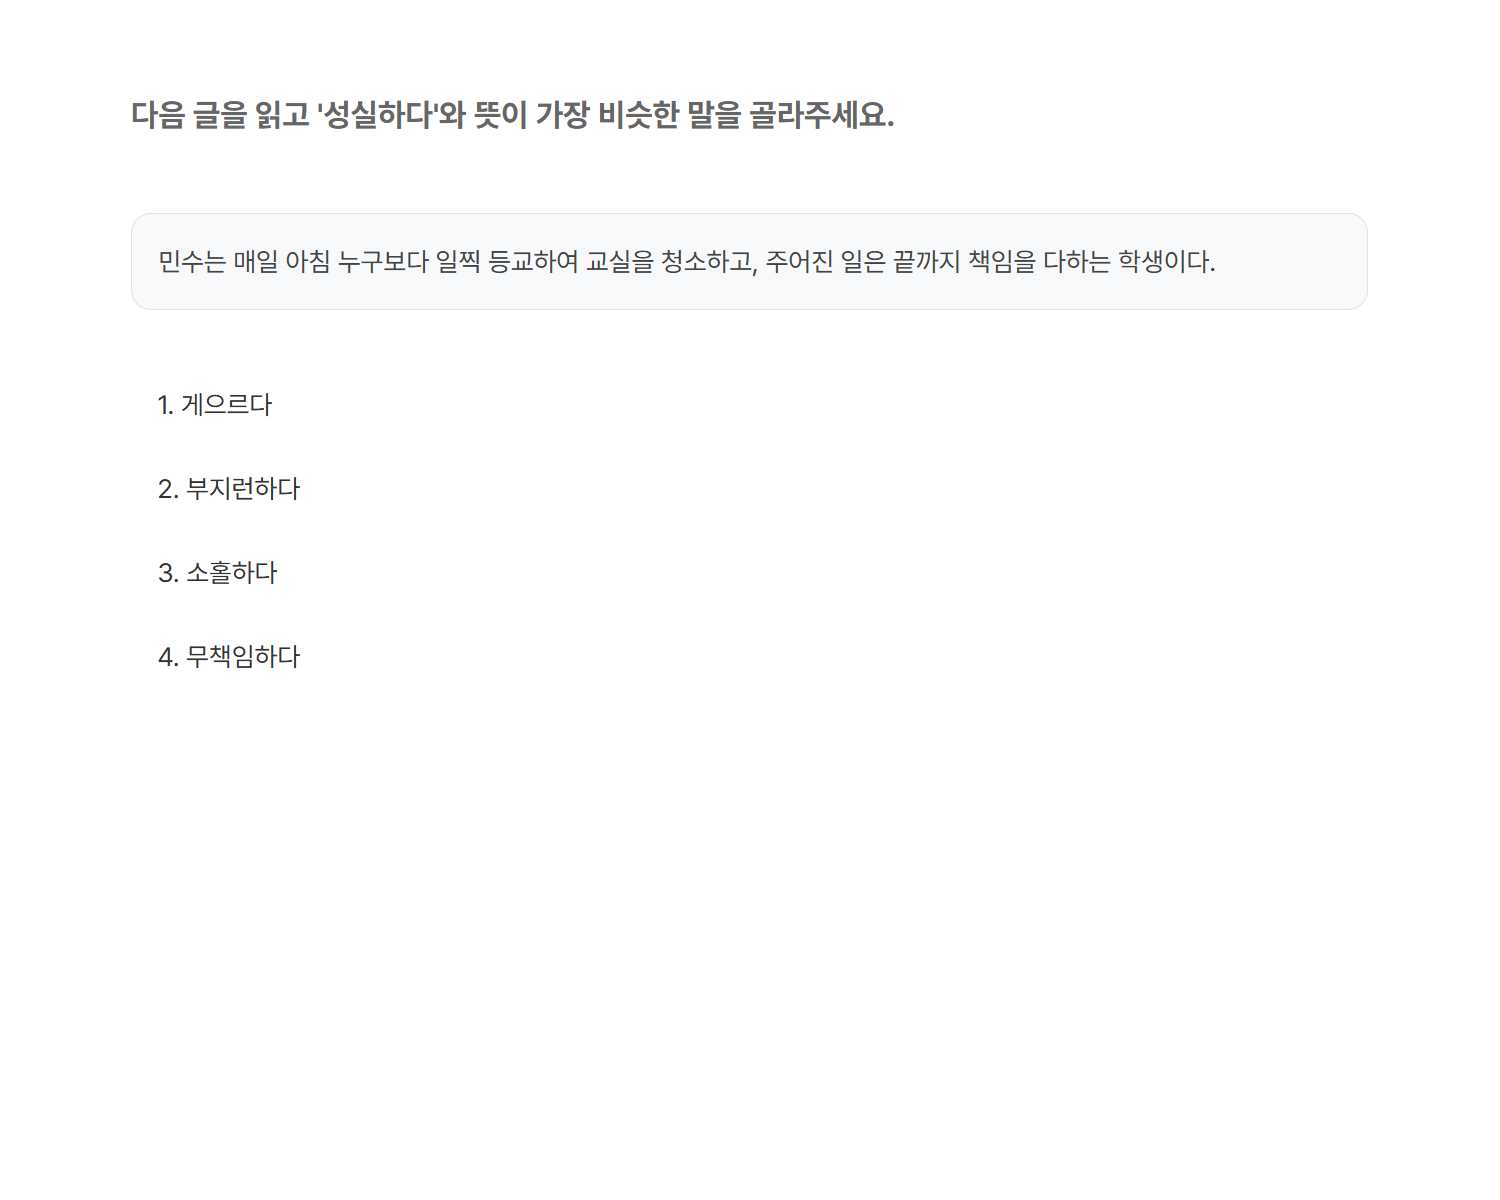 다음 글을 읽고 '성실하다'와 뜻이 가장 비슷한 말을 골라주세요.
민수는 매일 아침 누구보다 일찍 등교하여 교실을 청소하고, 주어진 일은 끝까지 책임을 다하는 학생이다.
1. 게으르다
2. 부지런하다
3. 소홀하다
4. 무책임하다